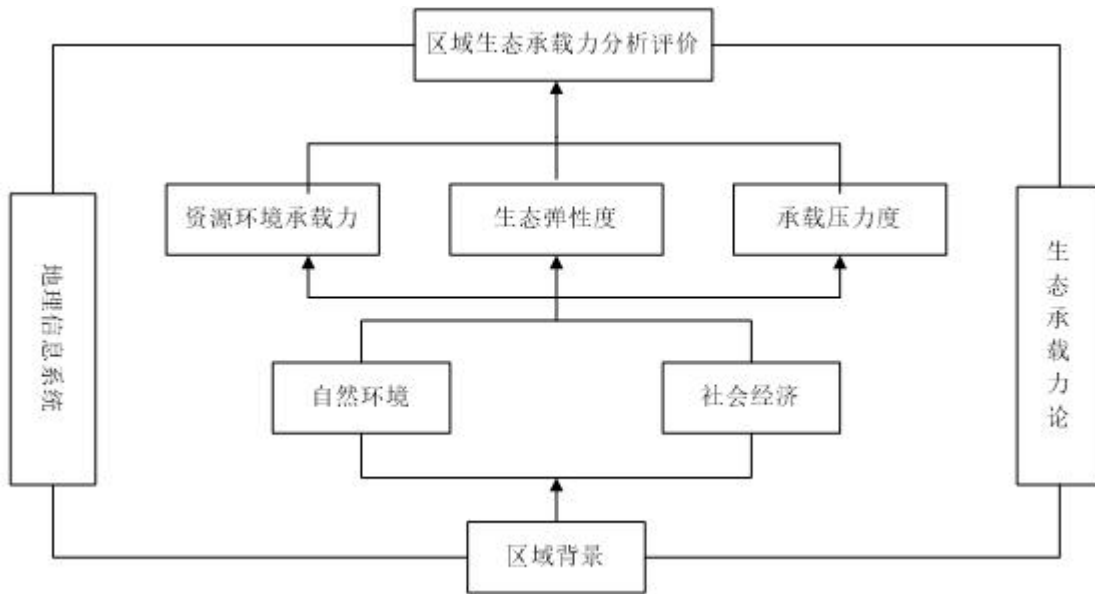 区域生态承载力分析评价
资源环境承载力
生态弹性度
承载压力度
地理信息系统
生态承载力论
自然环境
社会经济
区域背景